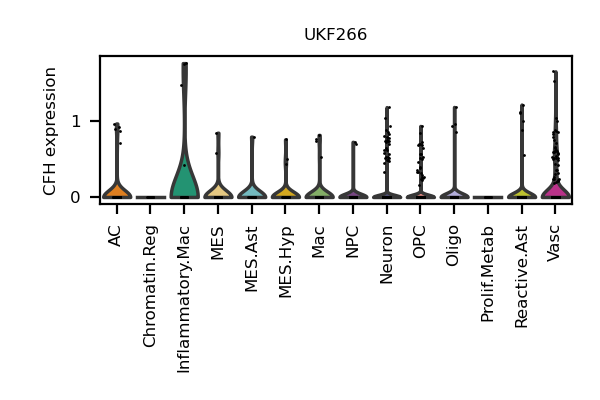 UKF266
CFH expression
1
0
AC
Chromatin.Reg
Inflammatory.Mac
MES
MES.Ast
MES.Hyp
Mac
NPC
Neuron
OPC
Oligo
Prolif.Metab
Reactive.Ast
Vasc